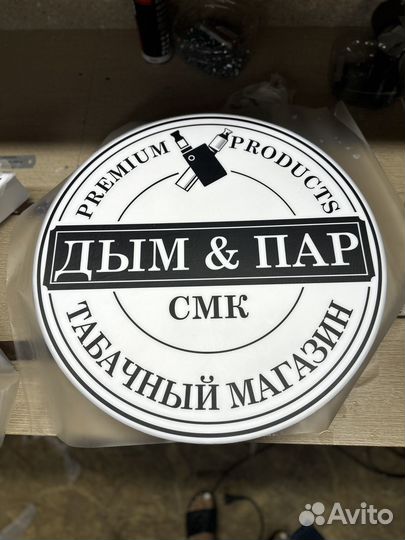 PREMIUM PRODUCTS
ДЫМ & ПАР
СМК
ТАБАЧНЫЙ МАГАЗИН
Avito